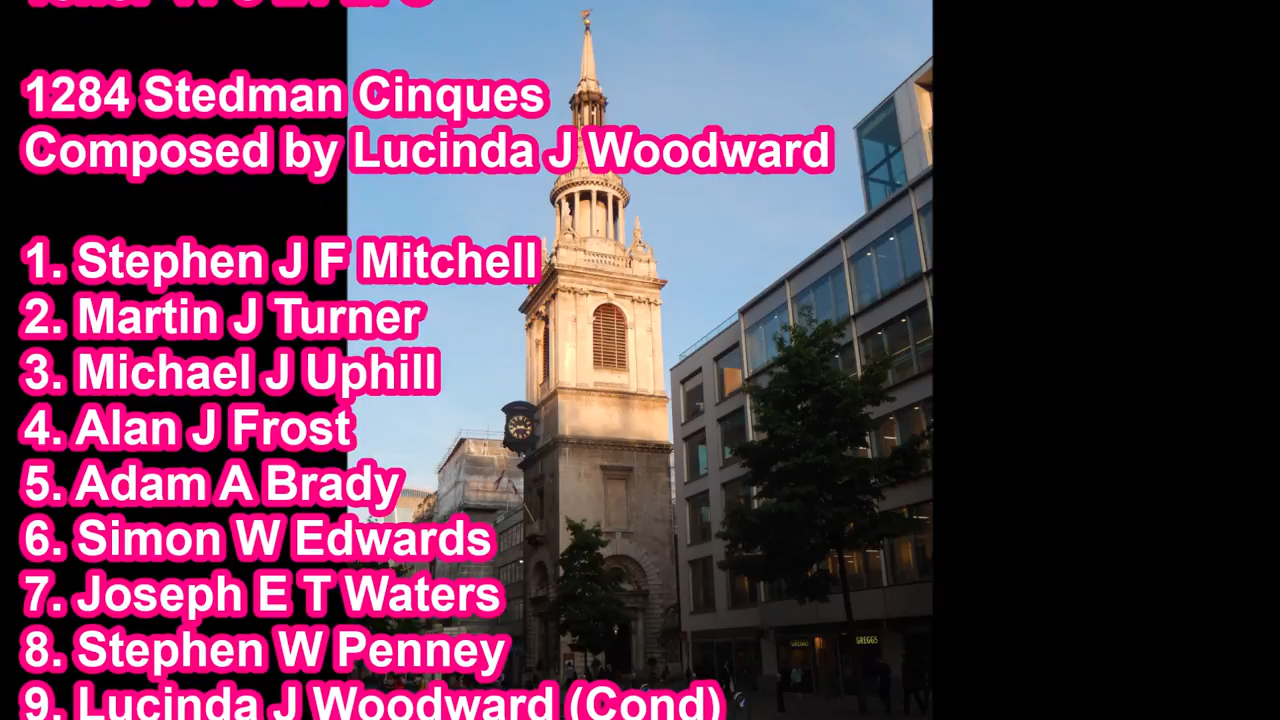 1284 Stedman Cinques
Composed by Lucinda J Woodward
1. Stephen J F Mitchell
2. Martin J Turner
3. Michael J Uphill
4. Alan J Frost
5. Adam A Brady
6. Simon W Edwards
7. Joseph E T Waters
8. Stephen W Penney
GREGGS
9. Lucinda J Woodward (Cond)